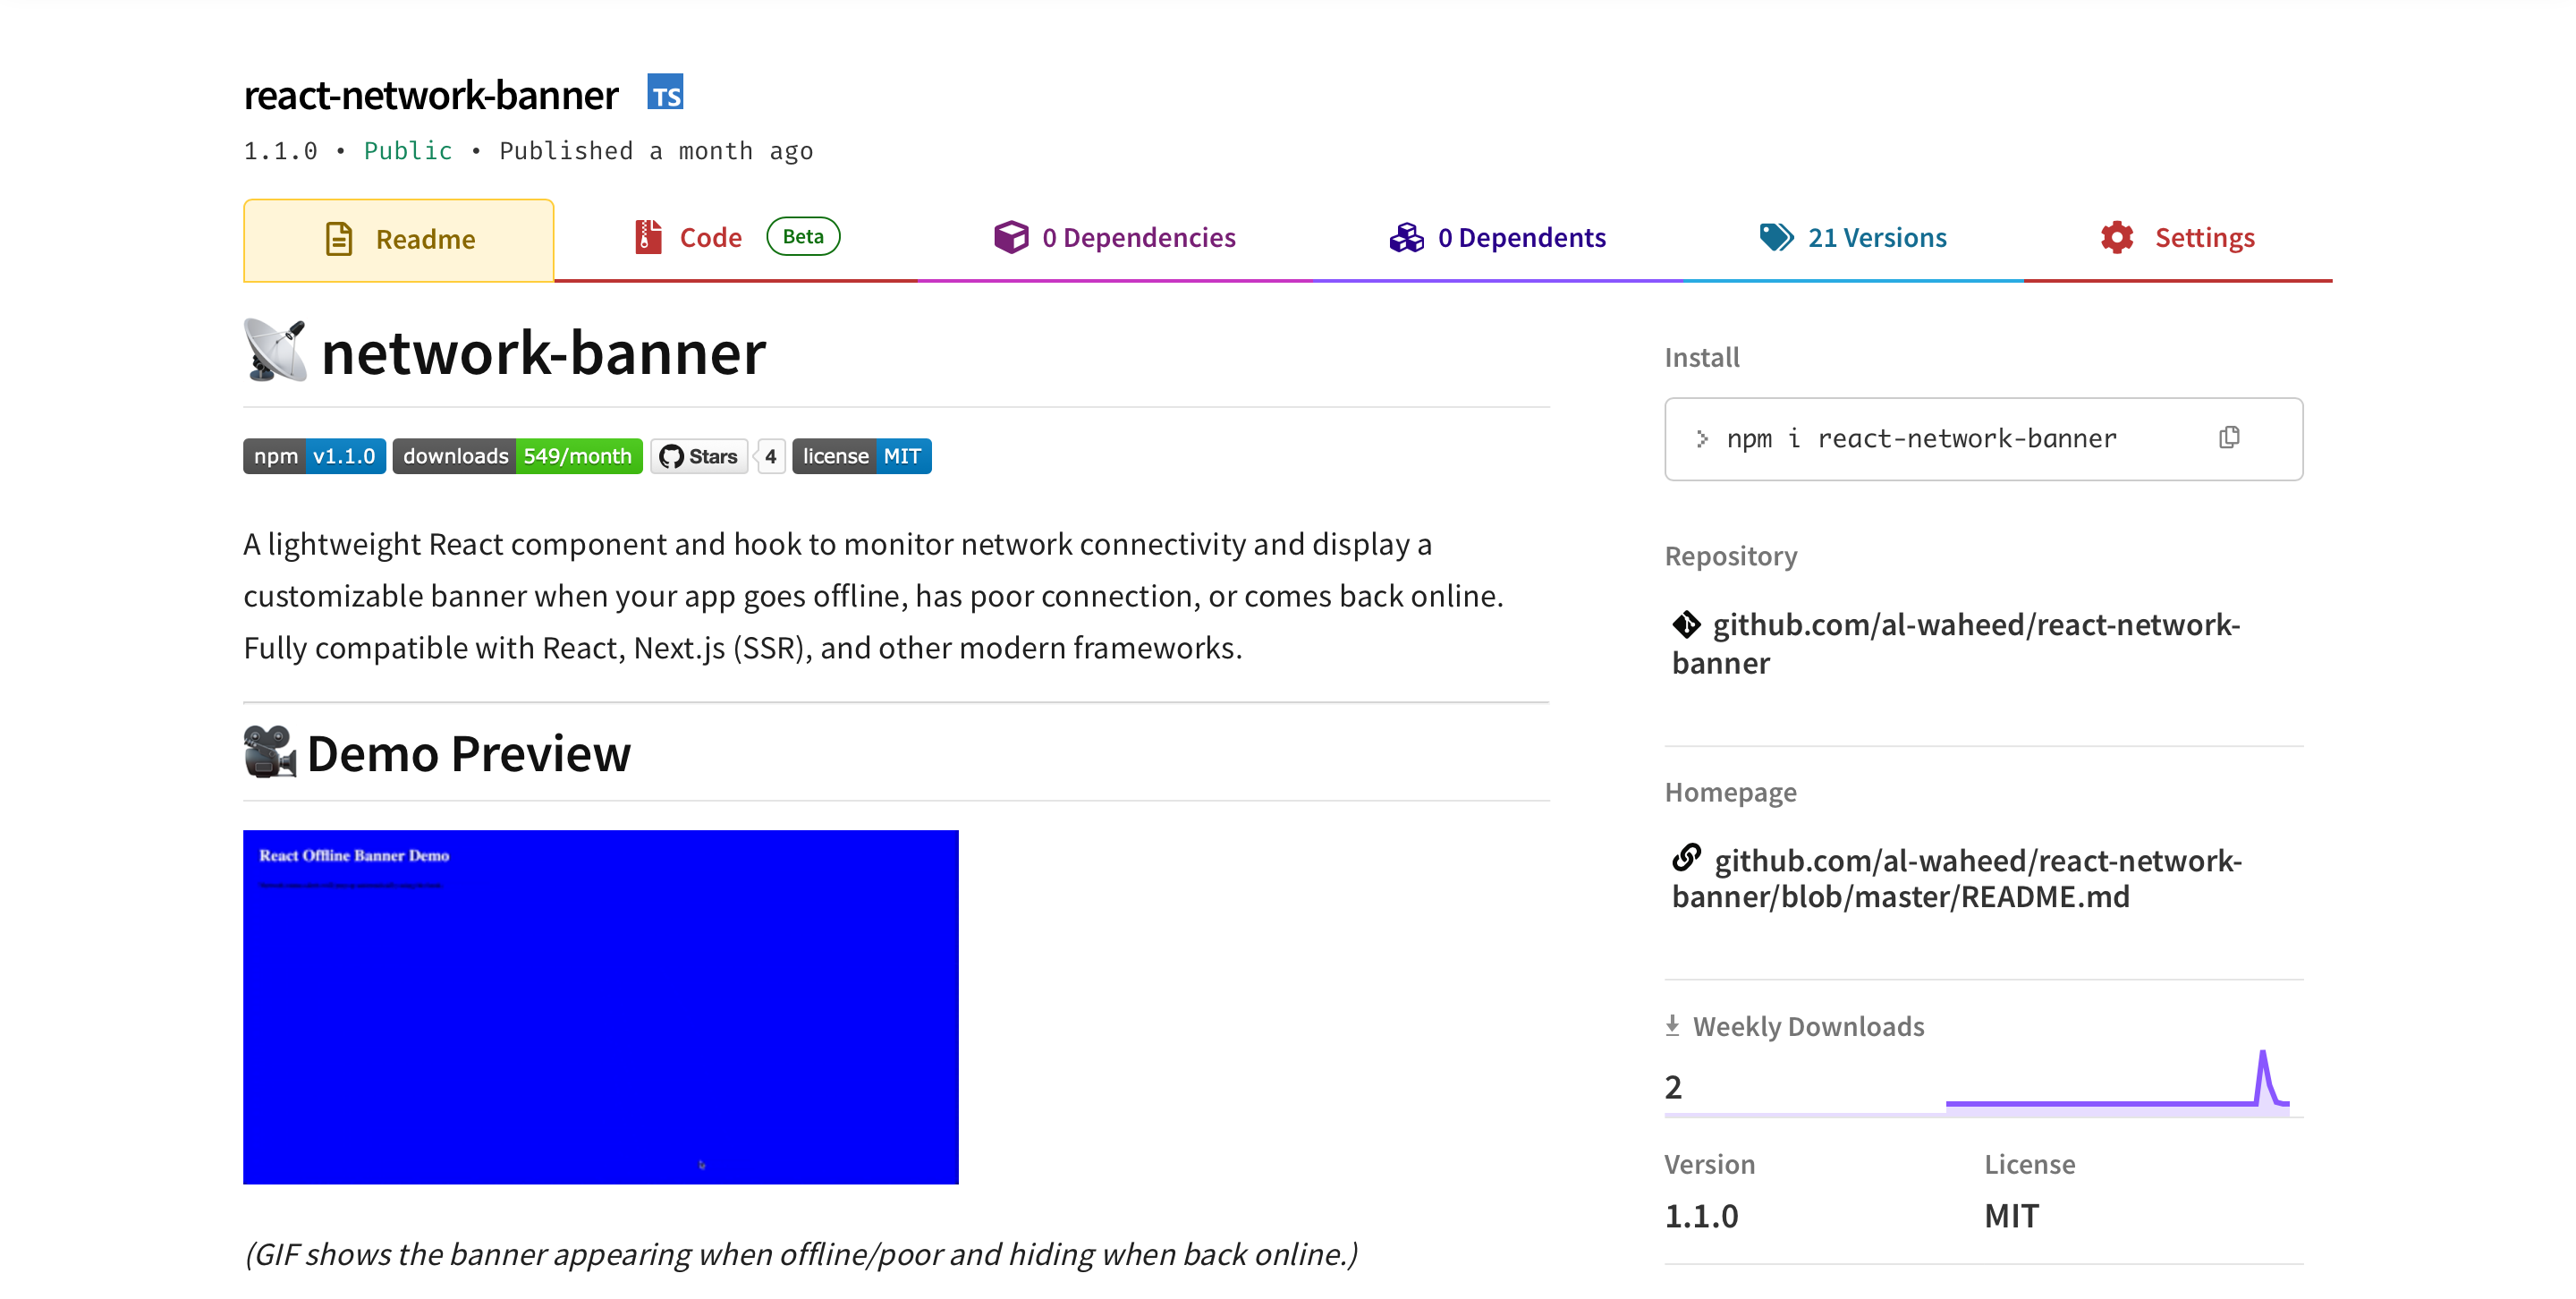 react-network-banner TS
1.1.0 • Public • Published a month ago
Readme
Code Beta
0 Dependencies
0 Dependents
21 Versions
Settings
network-banner
npm v1.1.0 downloads 549/month Stars 4 license MIT
A lightweight React component and hook to monitor network connectivity and display a
customizable banner when your app goes offline, has poor connection, or comes back online.
Fully compatible with React, Next.js (SSR), and other modern frameworks.
Demo Preview
React Offline Banner Demo
(GIF shows the banner appearing when offline/poor and hiding when back online.)
Install
> npm i react-network-banner
Repository
github.com/al-waheed/react-network-
banner
Homepage
github.com/al-waheed/react-network-
banner/blob/master/README.md
Weekly Downloads
2
Version
1.1.0
License
MIT